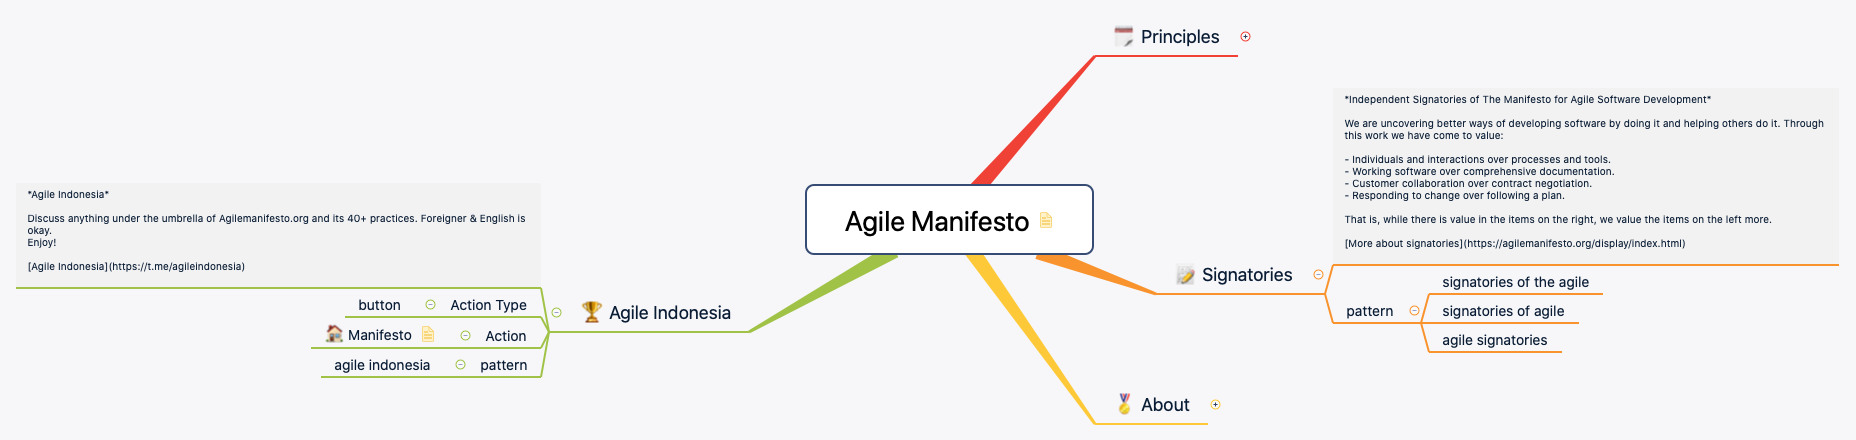 Principles
*Independent Signatories of The Manifesto for Agile Software Development*
We are uncovering better ways of developing software by doing it and helping others do it. Through
this work we have come to value:
- Individuals and interactions over processes and tools.
- Working software over comprehensive documentation.
- Customer collaboration over contract negotiation.
- Responding to change over following a plan.
That is, while there is value in the items on the right, we value the items on the left more.
[More about signatories](https://agilemanifesto.org/display/index.html)
*Agile Indonesia*
Discuss anything under the umbrella of Agilemanifesto.org and its 40+ practices. Foreigner & English is
okay.
Enjoy!
[Agile Indonesia](https://t.me/agileindonesia)
Agile Manifesto
Signatories
signatories of the agile
pattern
signatories of agile
agile signatories
button
Action Type
Agile Indonesia
Manifesto
Action
agile indonesia
pattern
About